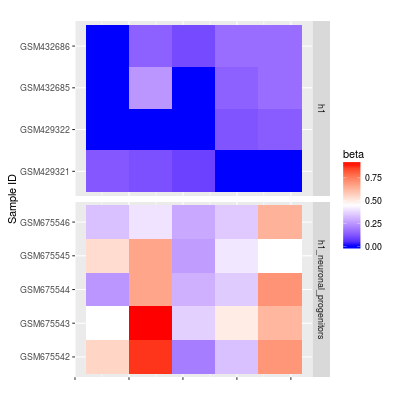 GSM432686
GSM432685
GSM429322
GSM429321
h1
GSM675546
GSM675545
GSM675544
GSM675543
GSM675542
h1_neuronal_progenitors
Sample ID
beta
0.75
0.50
0.25
0.00